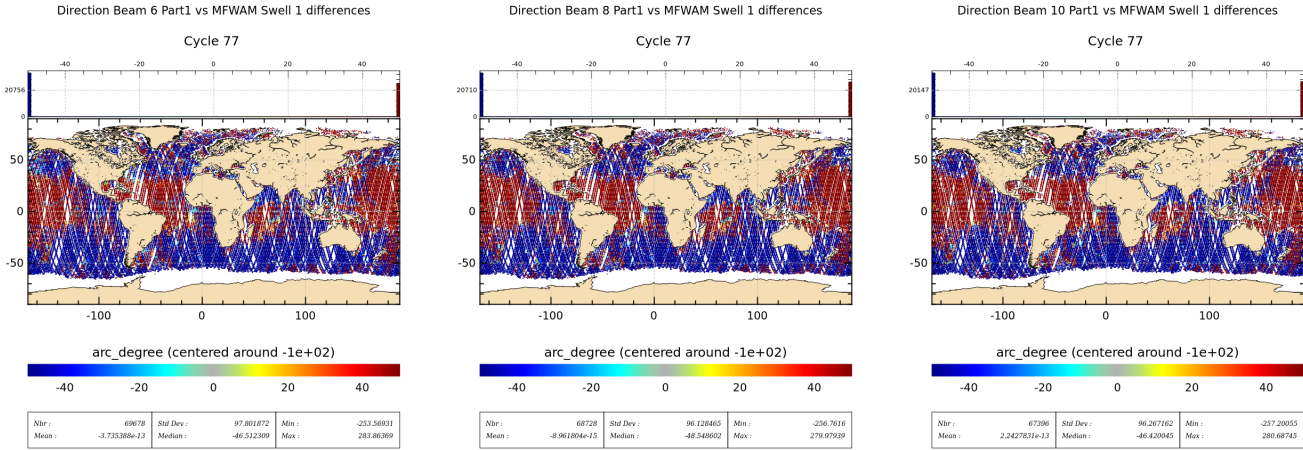 Direction Beam 6 Part1 vs MFWAM Swell 1 differences
Cycle 77
-40 -20 0 20 40
20756
0
50
0
-50
-100 0 100
arc_degree (centered around -1e+02)
-40 -20 0 20 40
Nbr : 69678 Std Dev : 97.801872 Min : -253.56931
Mean : -3.735388e-13 Median : -46.512309 Max : 283.86369
Direction Beam 8 Part1 vs MFWAM Swell 1 differences
Cycle 77
-40 -20 0 20 40
20710
0
50
0
-50
-100 0 100
arc_degree (centered around -1e+02)
-40 -20 0 20 40
Nbr : 68728 Std Dev : 96.128465 Min : -256.7616
Mean : -8.961804e-15 Median : -48.548602 Max : 279.97939
Direction Beam 10 Part1 vs MFWAM Swell 1 differences
Cycle 77
-40 -20 0 20 40
20147
0
50
0
-50
-100 0 100
arc_degree (centered around -1e+02)
-40 -20 0 20 40
Nbr : 67396 Std Dev : 96.267162 Min : -257.20055
Mean : 2.2427831e-13 Median : -46.420045 Max : 280.68745